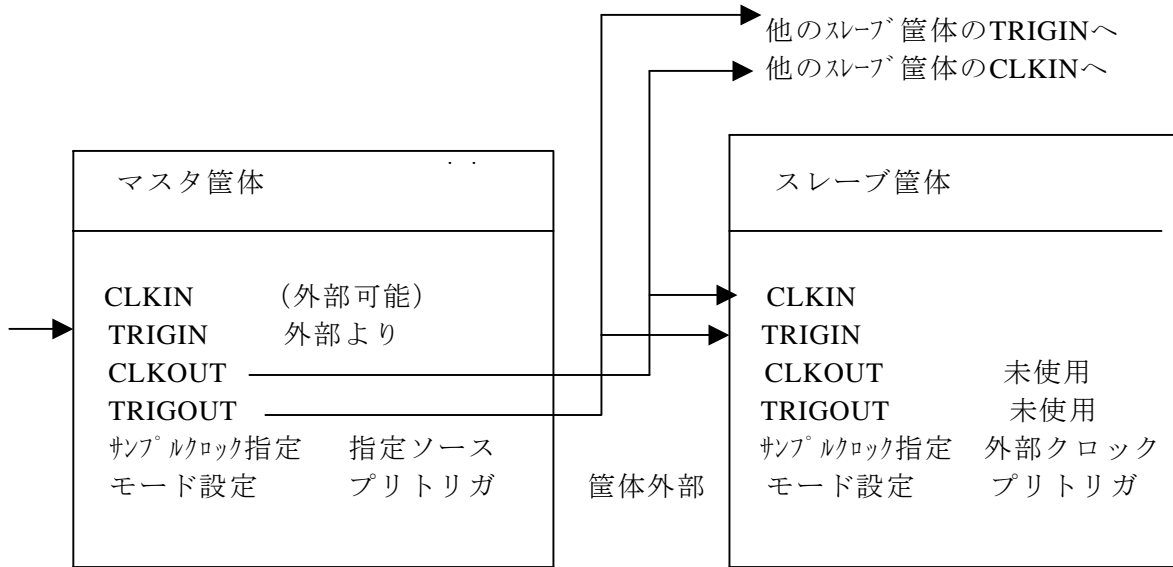 他のｽﾚｰﾌﾞ筐体のTRIGINへ
他のｽﾚｰﾌﾞ筐体のCLKINへ
マスタ筐体
CLKIN (外部可能)
TRIGIN 外部より
CLKOUT
TRIGOUT
ｻﾝﾌﾟﾙｸﾛｯｸ指定 指定ソース
モード設定 プリトリガ
筐体外部
スレーブ筐体
CLKIN
TRIGIN
CLKOUT 未使用
TRIGOUT 未使用
ｻﾝﾌﾟﾙｸﾛｯｸ指定 外部クロック
モード設定 プリトリガ